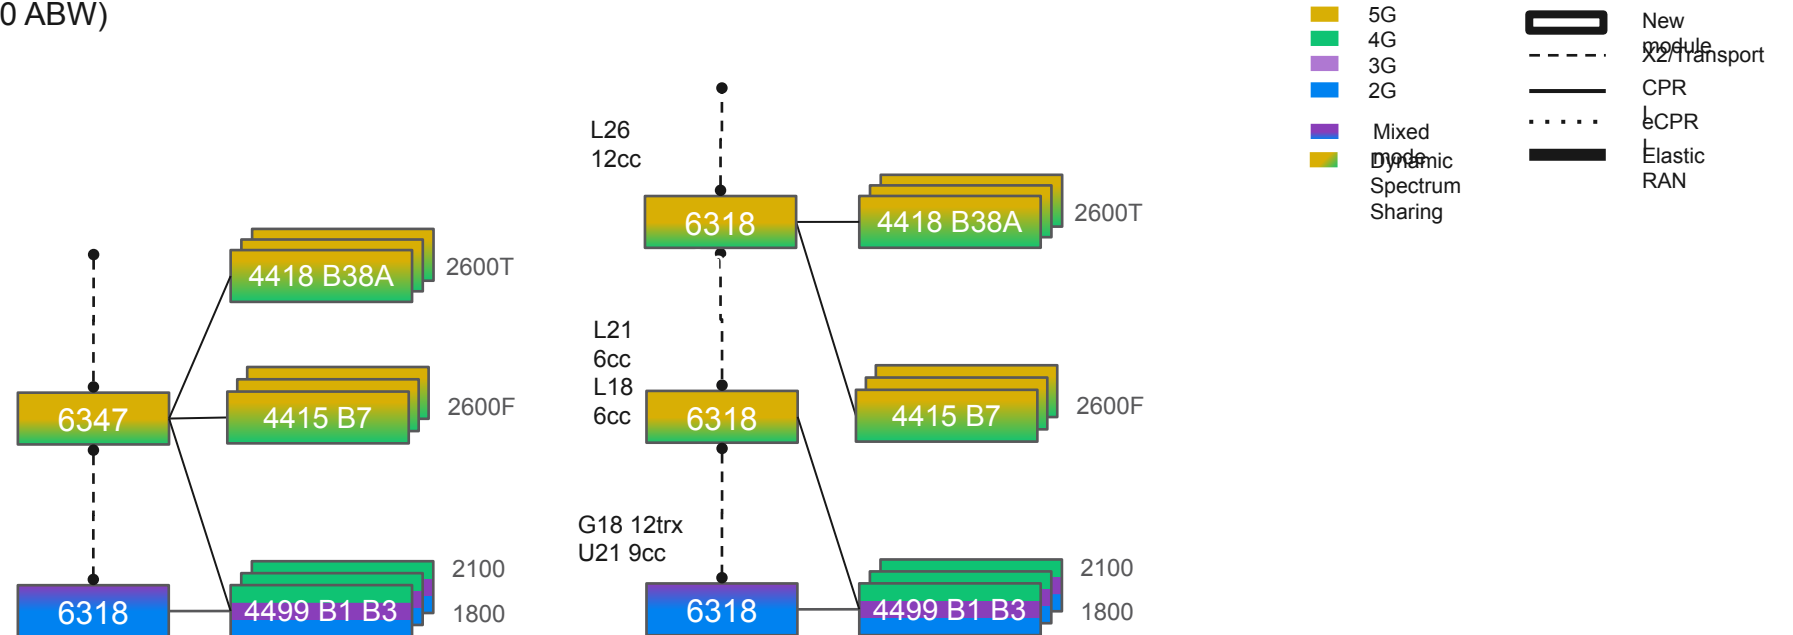 0 ABW)
5G
4G
3G
2G
Mixed
mode
Dynamic
Spectrum
Sharing
New
module
X2/Transport
CPR
I
eCPR
I
Elastic
RAN
6347
4418 B38A
2600T
4415 B7
2600F
6318
4499 B1 B3
2100
1800
L26
12cc
6318
4418 B38A
2600T
L21
6cc
L18
6cc
6318
4415 B7
2600F
G18 12trx
U21 9cc
6318
4499 B1 B3
2100
1800